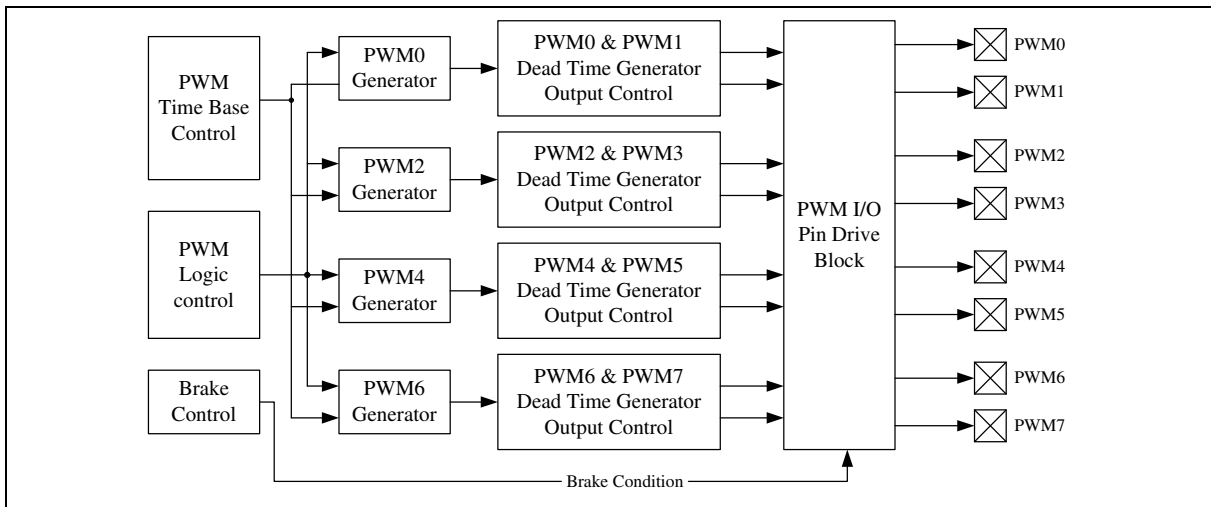 PWM
Time Base
Control
PWM
Logic
control
Brake
Control
PWM0
Generator
PWM2
Generator
PWM4
Generator
PWM6
Generator
PWM0 & PWM1
Dead Time Generator
Output Control
PWM2 & PWM3
Dead Time Generator
Output Control
PWM4 & PWM5
Dead Time Generator
Output Control
PWM6 & PWM7
Dead Time Generator
Output Control
PWM I/O
Pin Drive
Block
PWM0
PWM1
PWM2
PWM3
PWM4
PWM5
PWM6
PWM7
Brake Condition